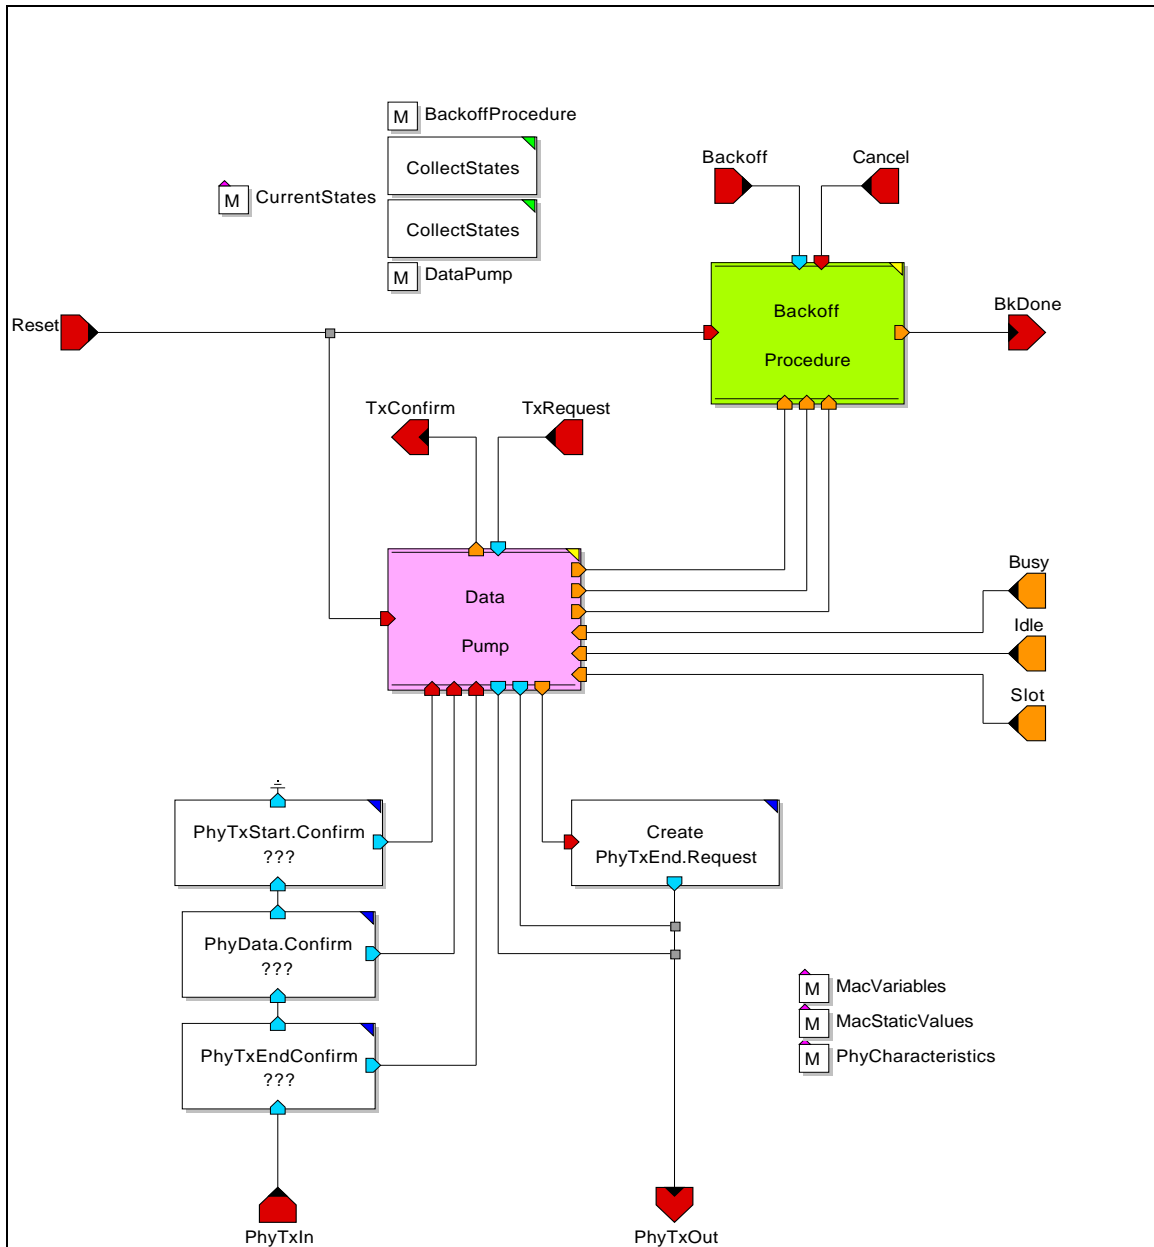 M BackoffProcedure
CollectStates
M CurrentStates
CollectStates
M DataPump
Backoff
Cancel
Reset
Backoff
Procedure
BkDone
TxConfirm
TxRequest
Data
Pump
Busy
Idle
Slot
PhyTxStart.Confirm
???
Create
PhyTxEnd.Request
PhyData.Confirm
???
M MacVariables
M MacStaticValues
M PhyCharacteristics
PhyTxEndConfirm
???
PhyTxIn
PhyTxOut